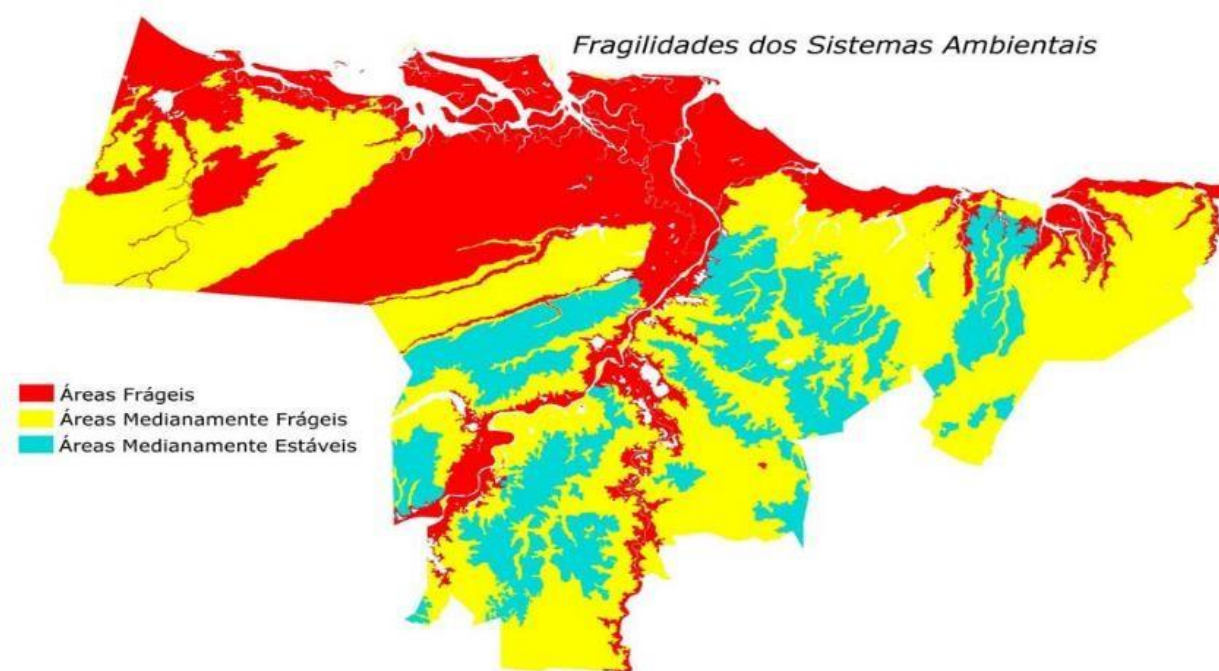 Fragilidades dos Sistemas Ambientais
Áreas Frágeis
Áreas Medianamente Frágeis
Áreas Medianamente Estáveis